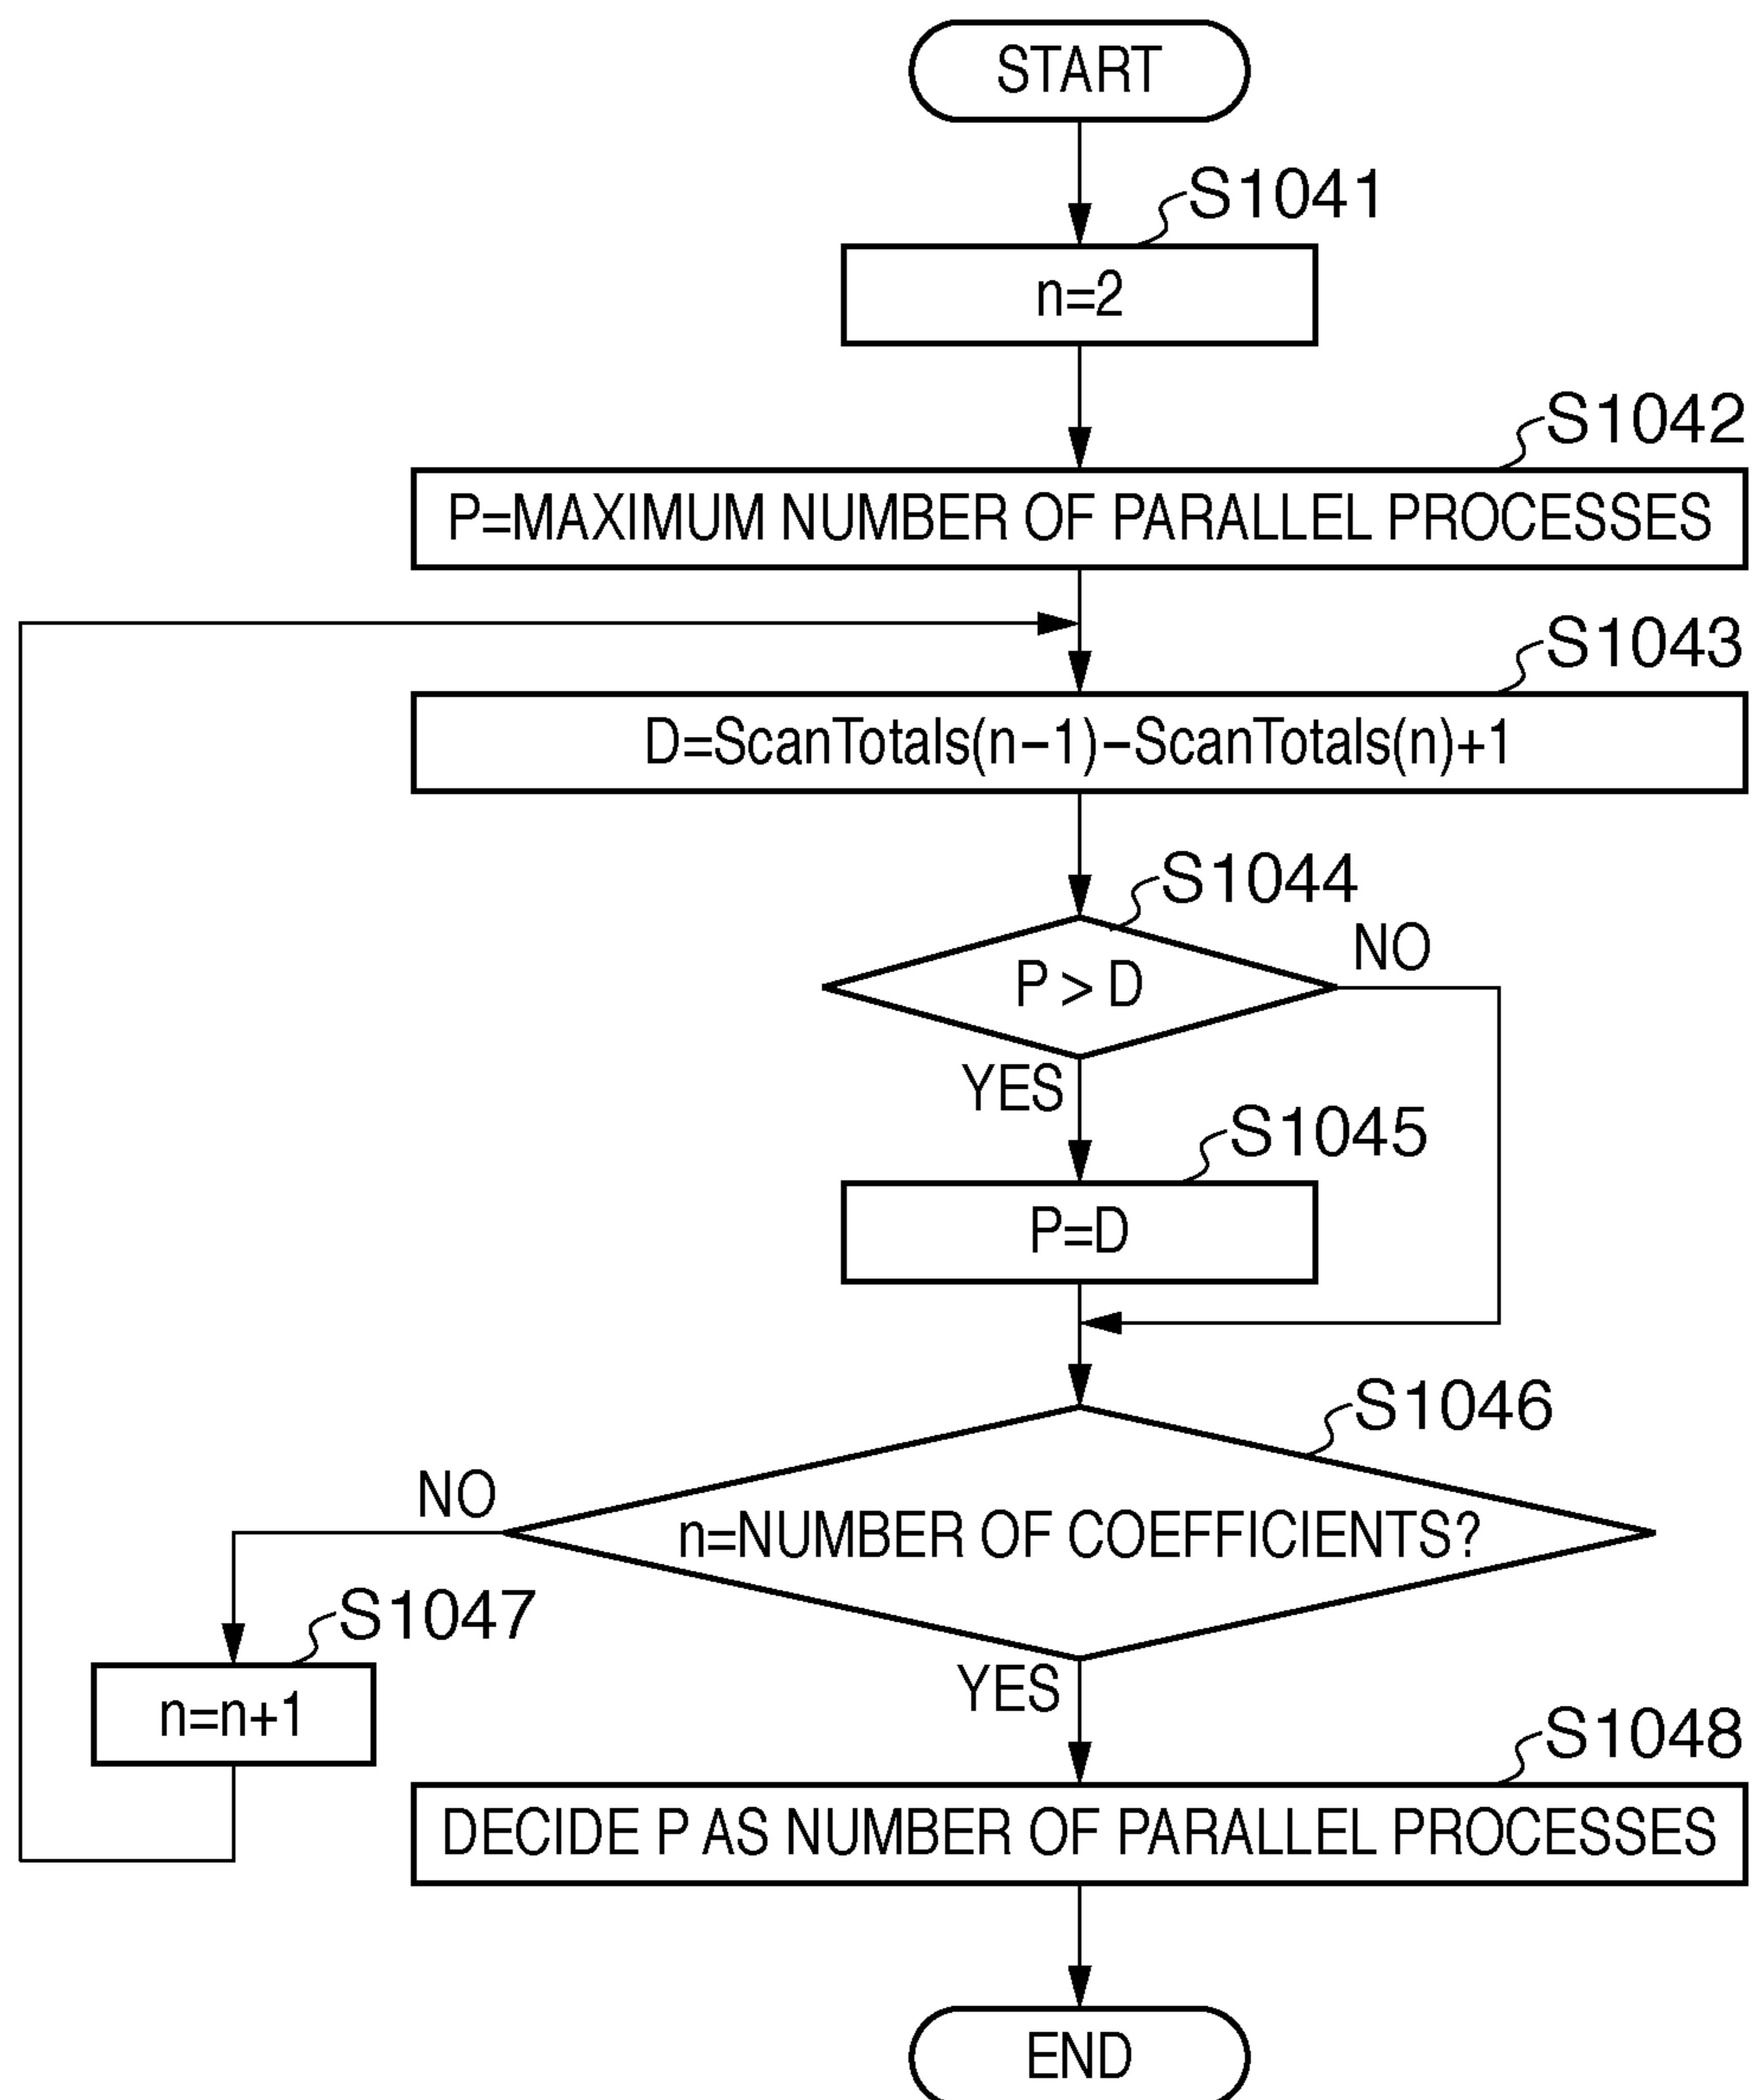 START
S1041
n=2
S1042
P=MAXIMUM NUMBER OF PARALLEL PROCESSES
S1043
D=ScanTotals(n−1)−ScanTotals(n)+1
S1044
P > D
NO
YES
S1045
P=D
S1046
NO
n=NUMBER OF COEFFICIENTS?
S1047
n=n+1
YES
S1048
DECIDE P AS NUMBER OF PARALLEL PROCESSES
END